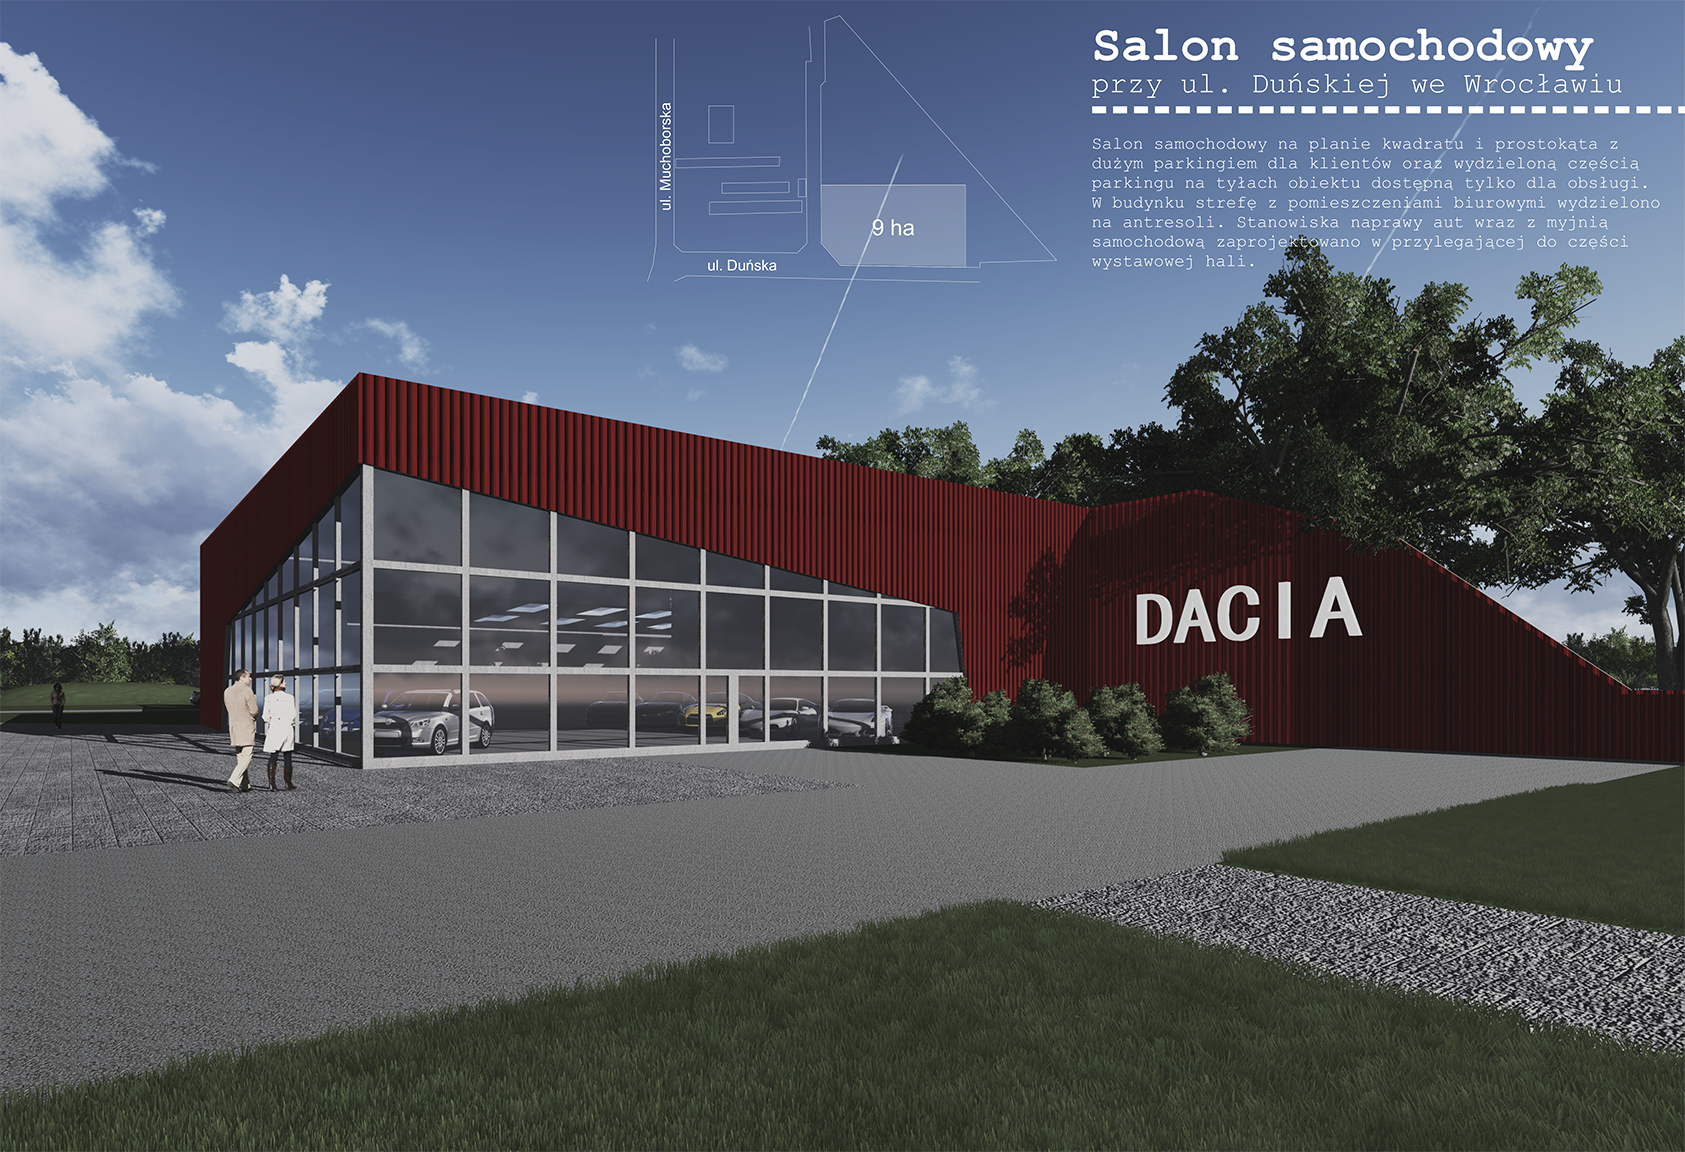 Salon samochodowy
przy ul. Duńskiej we Wrocławiu
Salon samochodowy na planie kwadratu i prostokąta z
dużym parkingiem dla klientów oraz wydzieloną częścią
parkingu na tyłach obiektu dostępną tylko dla obsługi.
W budynku strefę z pomieszczeniami biurowymi wydzielono
na antresoli. Stanowiska naprawy aut wraz z myjnią
samochodową zaprojektowano w przylegającej do części
wystawowej hali.
ul. Muchoborska
9 ha
ul. Duńska
DACIA